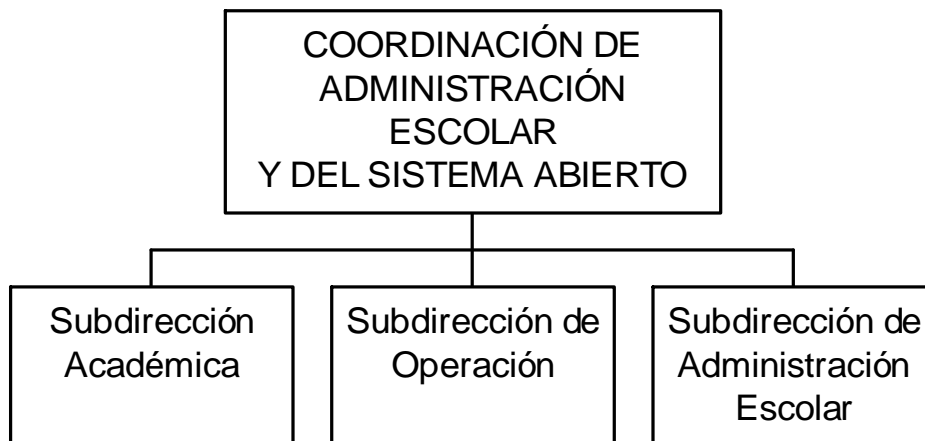 COORDINACIÓN DE
ADMINISTRACIÓN
ESCOLAR
Y DEL SISTEMA ABIERTO
Subdirección
Académica
Subdirección de
Operación
Subdirección de
Administración
Escolar